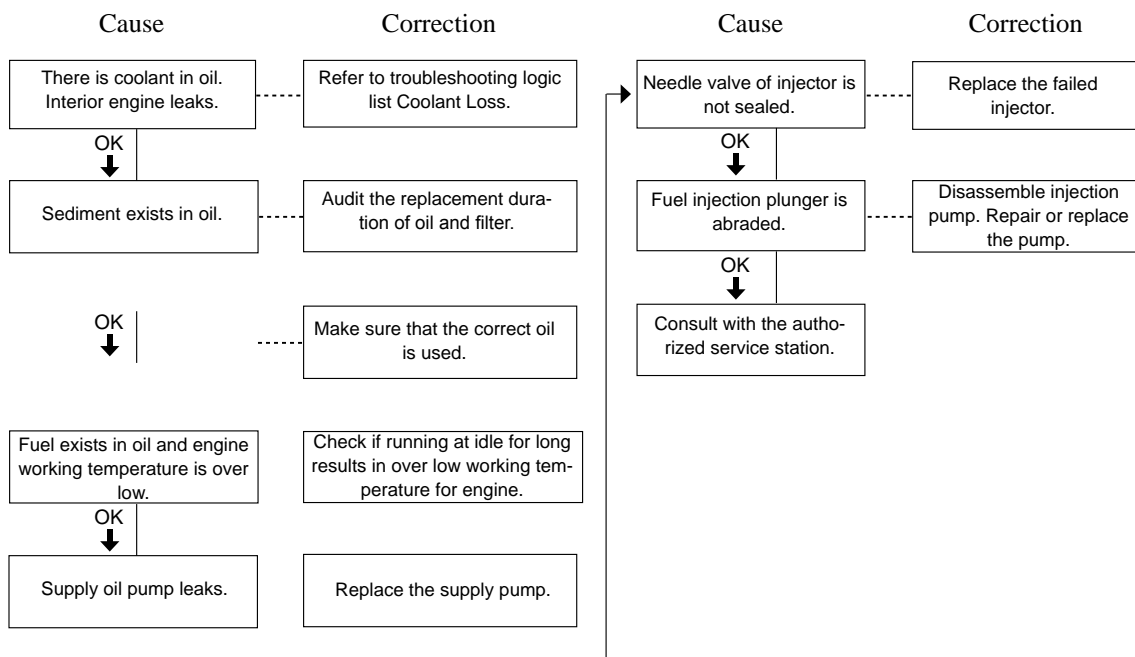 Cause
Correction
There is coolant in oil.
Interior engine leaks.
Refer to troubleshooting logic
list Coolant Loss.
OK
Sediment exists in oil.
Audit the replacement dura-
tion of oil and filter.
OK
Make sure that the correct oil
is used.
Fuel exists in oil and engine
working temperature is over
low.
Check if running at idle for long
results in over low working tem-
perature for engine.
OK
Supply oil pump leaks.
Replace the supply pump.
Cause
Correction
Needle valve of injector is
not sealed.
Replace the failed
injector.
OK
Fuel injection plunger is
abraded.
Disassemble injection
pump. Repair or replace
the pump.
OK
Consult with the autho-
rized service station.